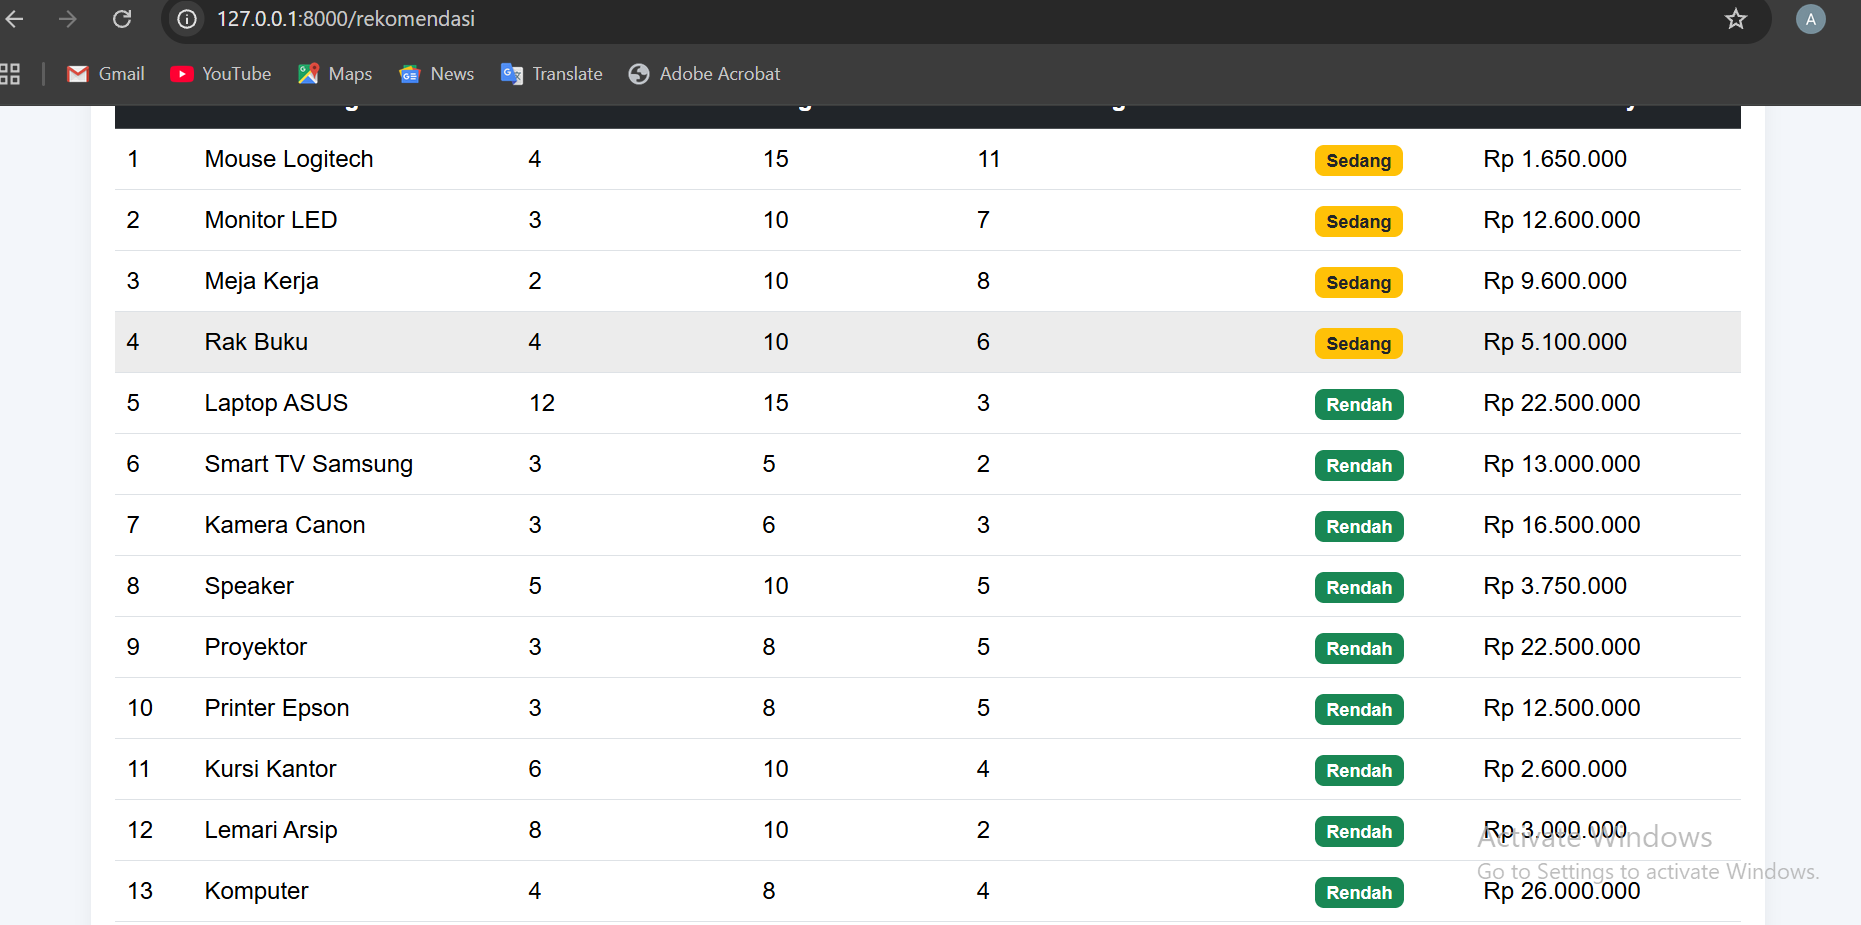 127.0.0.1:8000/rekomendasi
A
Gmail YouTube Maps News Translate Adobe Acrobat
1 Mouse Logitech 4 15 11 Sedang Rp 1.650.000
2 Monitor LED 3 10 7 Sedang Rp 12.600.000
3 Meja Kerja 2 10 8 Sedang Rp 9.600.000
4 Rak Buku 4 10 6 Sedang Rp 5.100.000
5 Laptop ASUS 12 15 3 Rendah Rp 22.500.000
6 Smart TV Samsung 3 5 2 Rendah Rp 13.000.000
7 Kamera Canon 3 6 3 Rendah Rp 16.500.000
8 Speaker 5 10 5 Rendah Rp 3.750.000
9 Proyektor 3 8 5 Rendah Rp 22.500.000
10 Printer Epson 3 8 5 Rendah Rp 12.500.000
11 Kursi Kantor 6 10 4 Rendah Rp 2.600.000
12 Lemari Arsip 8 10 2 Rendah Rp 3.000.000
Activate Windows
Go to Settings to activate Windows.
13 Komputer 4 8 4 Rendah Rp 26.000.000